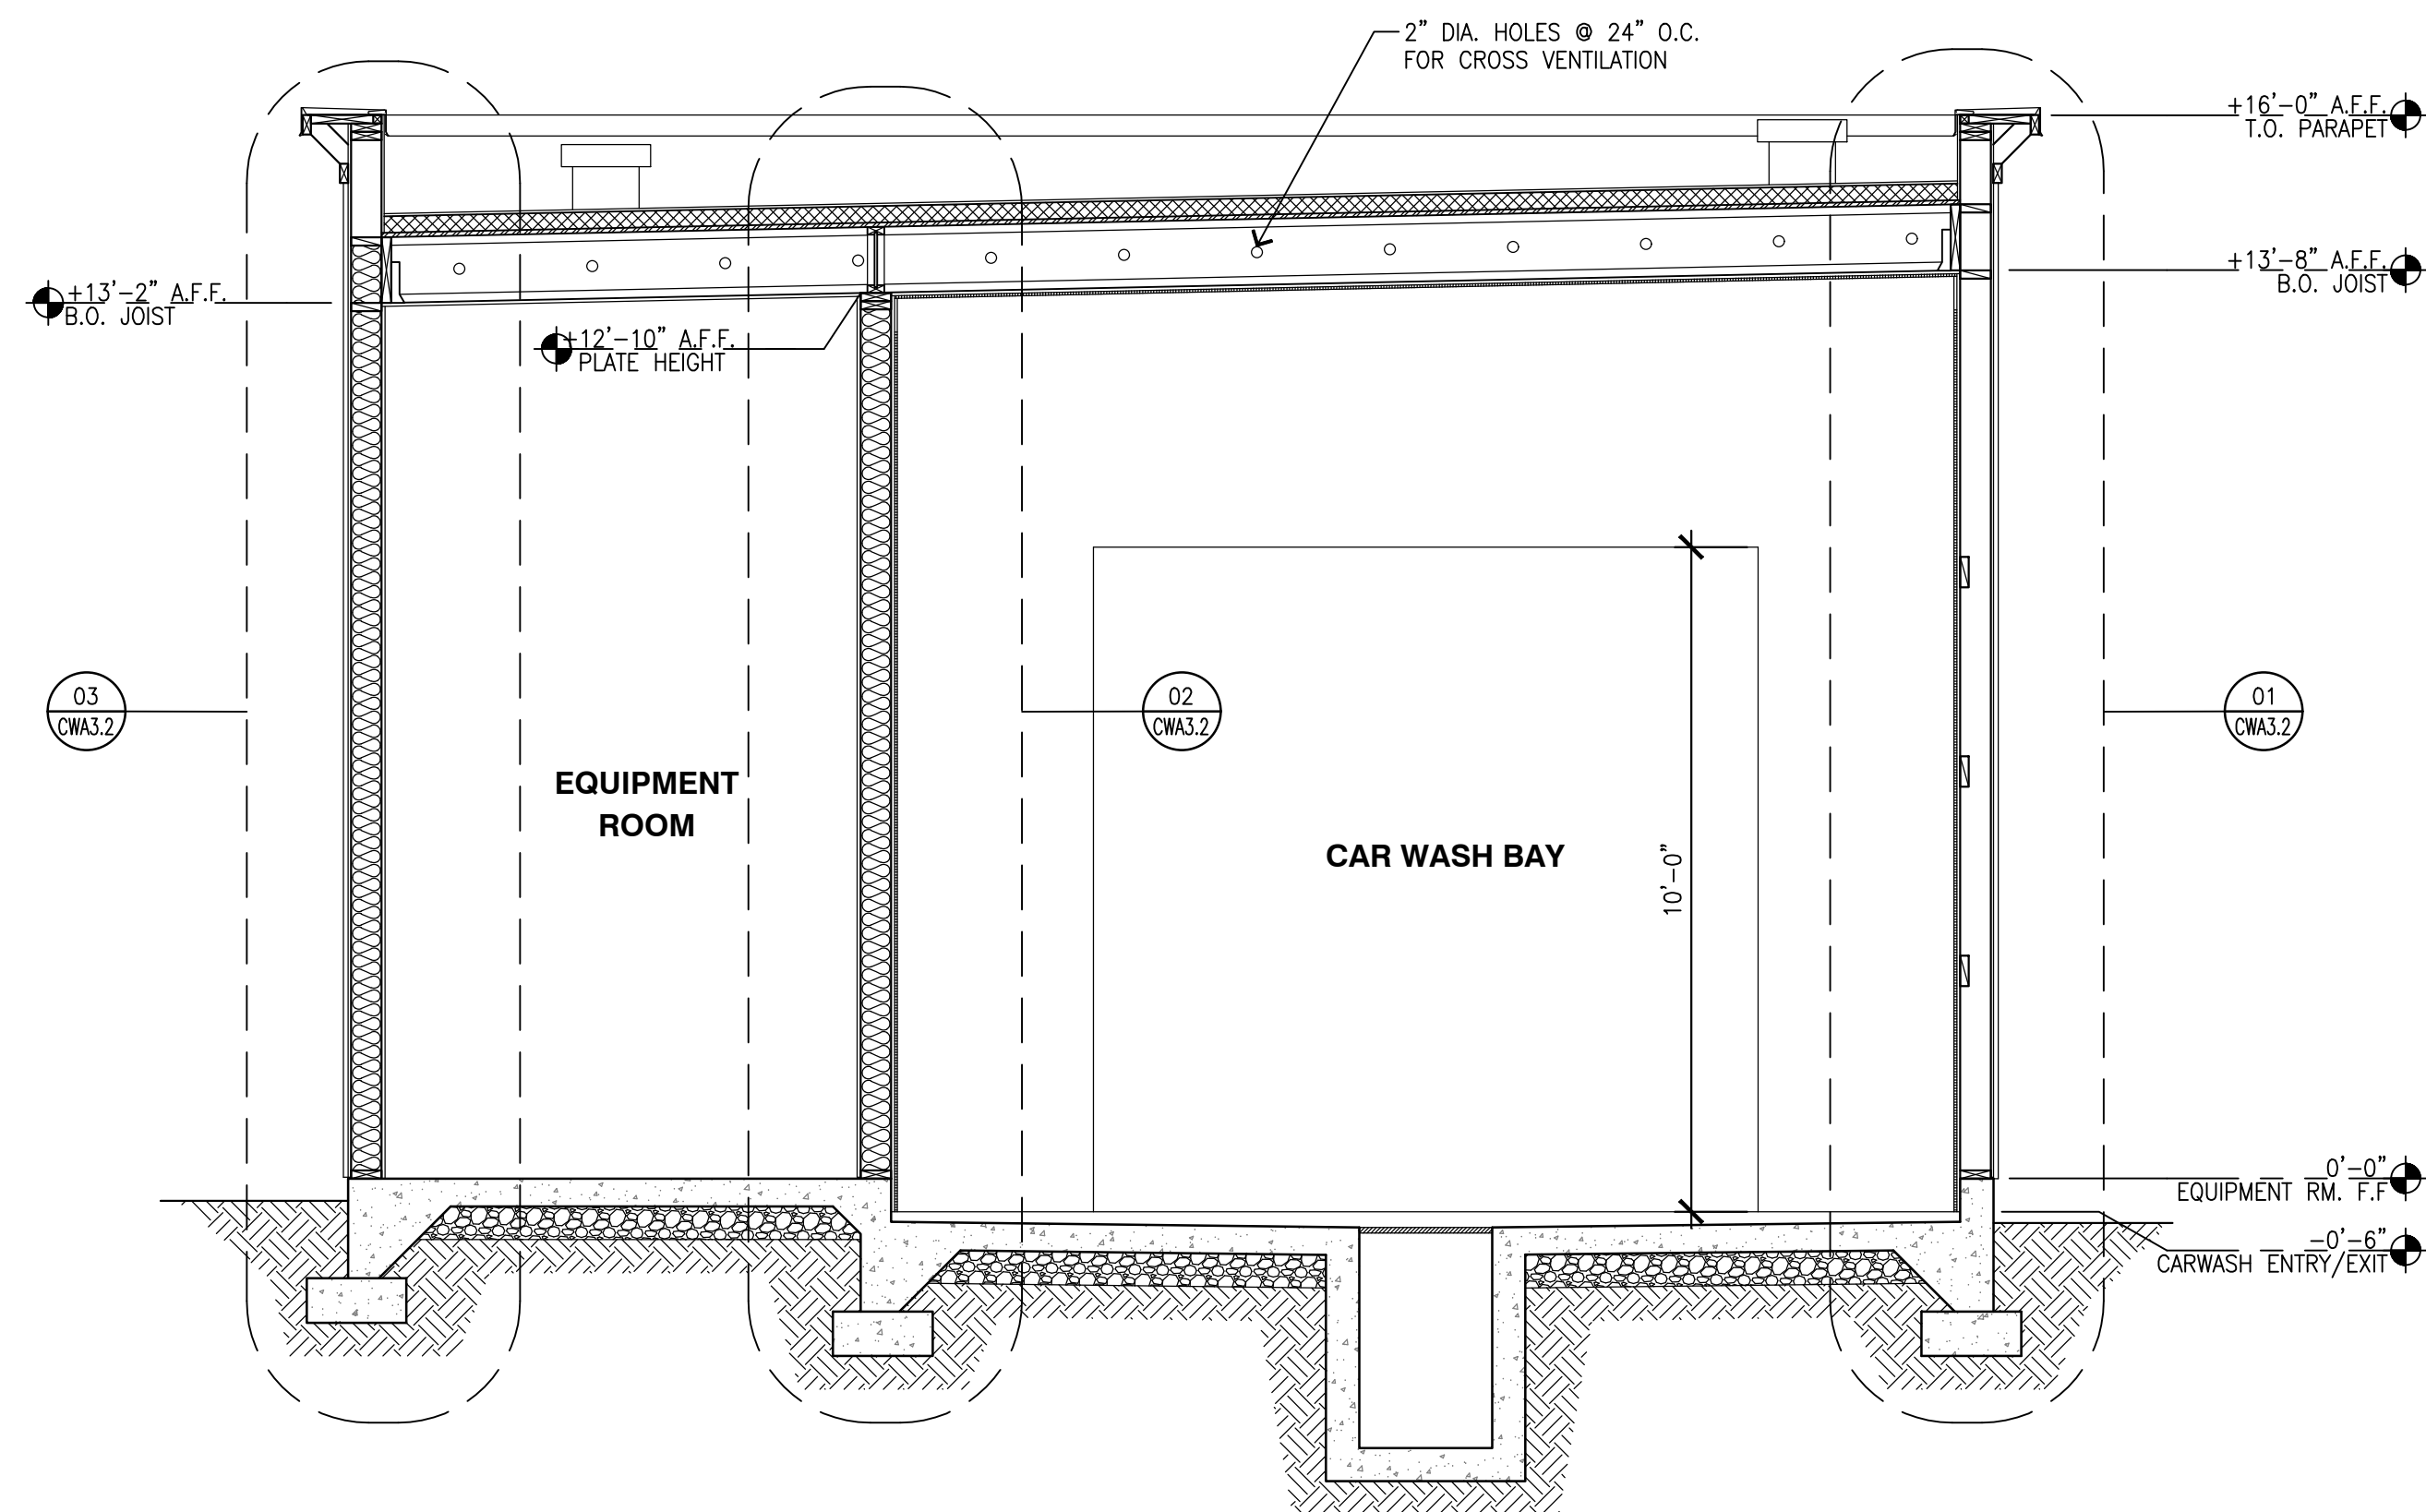 2” DIA. HOLES @ 24” O.C.
FOR CROSS VENTILATION
+16’-0” A.F.F.
T.O. PARAPET
+13’-8” A.F.F.
B.O. JOIST
+13’-2” A.F.F.
B.O. JOIST
+12’-10” A.F.F.
PLATE HEIGHT
03
CWA3.2
02
CWA3.2
01
CWA3.2
EQUIPMENT
ROOM
CAR WASH BAY
10’-0”
0’-0”
EQUIPMENT RM. F.F
-0’-6”
CARWASH ENTRY/EXIT